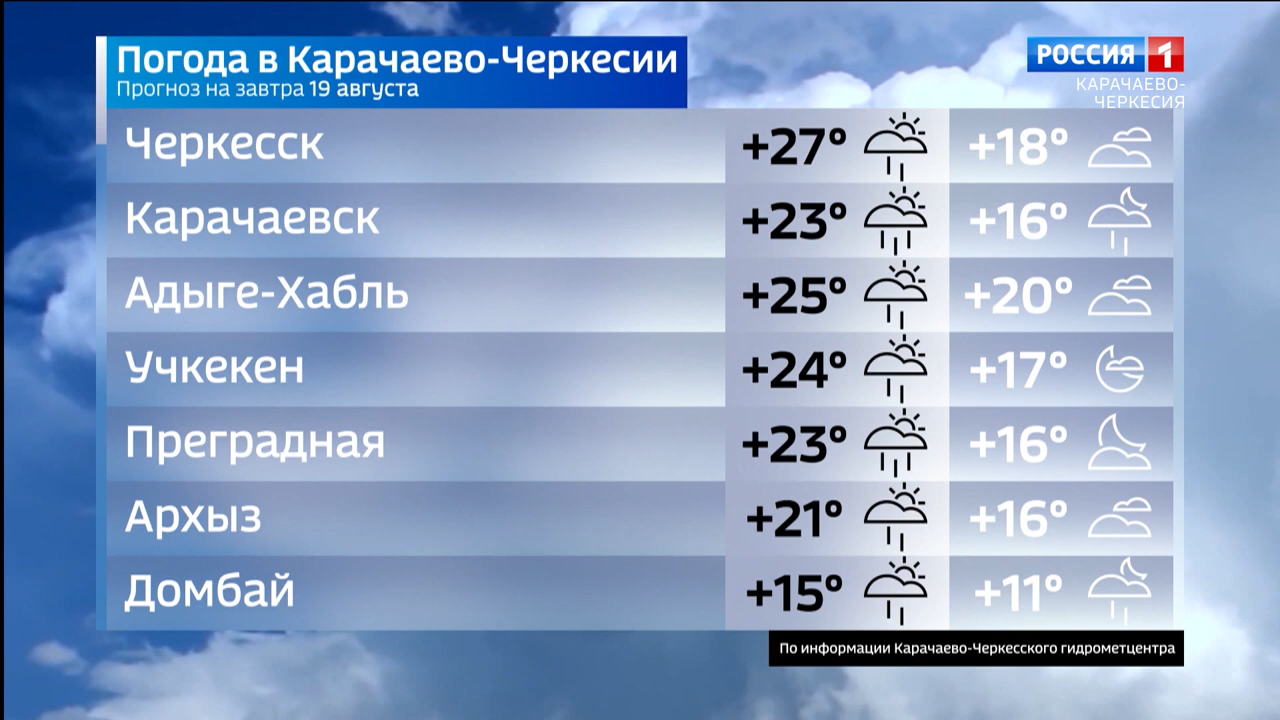 Погода в Карачаево-Черкесии
Прогноз на завтра 19 августа
РОССИЯ 1
КАРАЧАЕВО-
ЧЕРКЕСИЯ
Черкесск +27° +18°
Карачаевск +23° +16°
Адыге-Хабль +25° +20°
Учкекен +24° +17°
Преградная +23° +16°
Архыз +21° +16°
Домбай +15° +11°
По информации Карачаево-Черкесского гидрометцентра